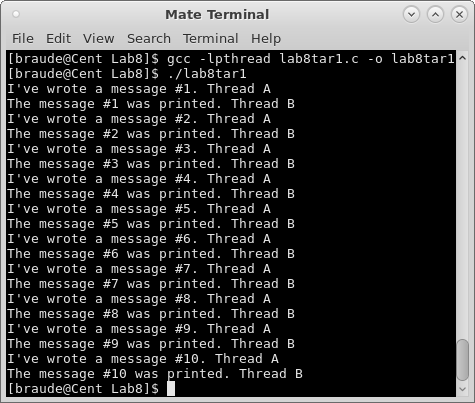 Mate Terminal
File Edit View Search Terminal Help
[braude@Cent Lab8]$ gcc -lpthread lab8tar1.c -o lab8tar1
[braude@Cent Lab8]$ ./lab8tar1
I've wrote a message #1. Thread A
The message #1 was printed. Thread B
I've wrote a message #2. Thread A
The message #2 was printed. Thread B
I've wrote a message #3. Thread A
The message #3 was printed. Thread B
I've wrote a message #4. Thread A
The message #4 was printed. Thread B
I've wrote a message #5. Thread A
The message #5 was printed. Thread B
I've wrote a message #6. Thread A
The message #6 was printed. Thread B
I've wrote a message #7. Thread A
The message #7 was printed. Thread B
I've wrote a message #8. Thread A
The message #8 was printed. Thread B
I've wrote a message #9. Thread A
The message #9 was printed. Thread B
I've wrote a message #10. Thread A
The message #10 was printed. Thread B
[braude@Cent Lab8]$